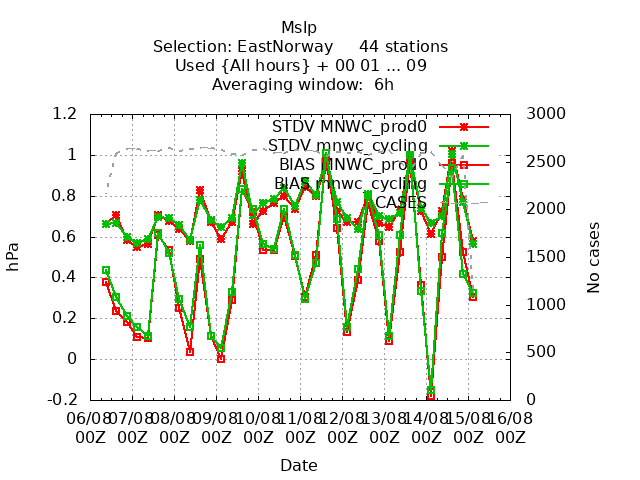 Mslp
Selection: EastNorway 44 stations
Used {All hours} + 00 01 ... 09
Averaging window: 6h
1.2 3000
STDV MNWC_prod0
STDV mnwc_cycling
BIAS MNWC_prod0
BIAS mnwc_cycling
CASES
1 2500
0.8 2000
0.6 1500
0.4 1000
0.2
0 500
-0.2 0
hPa
No cases
06/08 07/08 08/08 09/08 10/08 11/08 12/08 13/08 14/08 15/08 16/08
00Z 00Z 00Z 00Z 00Z 00Z 00Z 00Z 00Z 00Z 00Z
Date